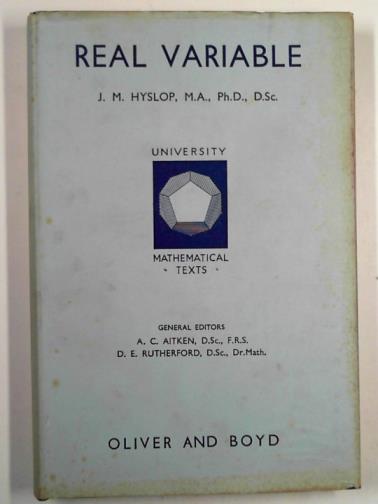 REAL VARIABLE
J. M. HYSLOP, M.A., Ph.D., D.Sc.
UNIVERSITY
MATHEMATICAL
· TEXTS ·
GENERAL EDITORS
A. C. AITKEN, D.Sc., F.R.S.
D. E. RUTHERFORD, D.Sc., Dr.Math.
OLIVER AND BOYD